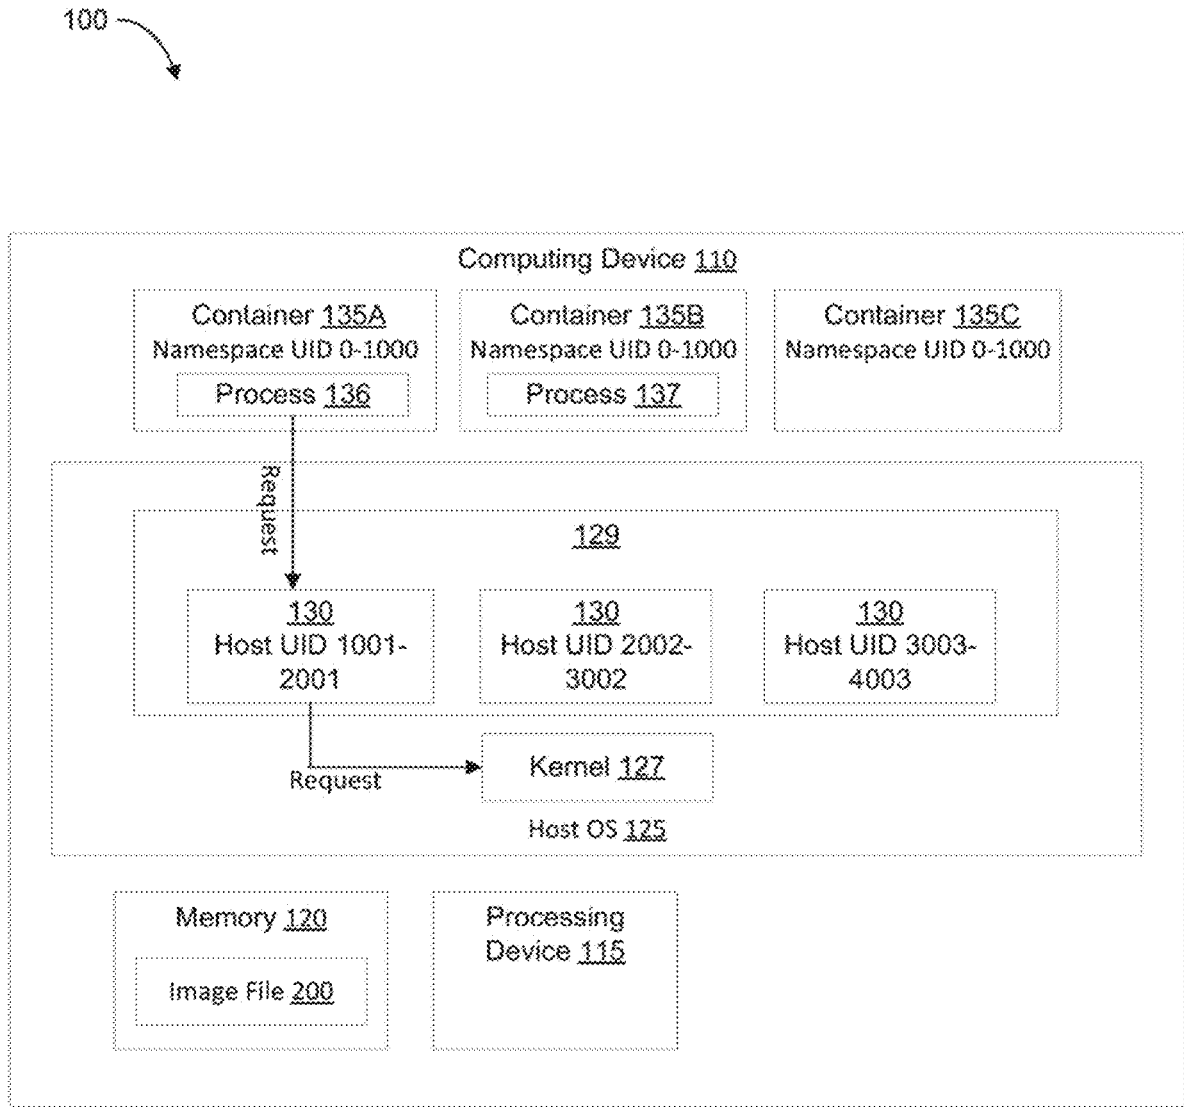 100
Computing Device 110
Container 135A
Namespace UID 0-1000
Process 136
Container 135B
Namespace UID 0-1000
Process 137
Container 135C
Namespace UID 0-1000
Request
129
130
Host UID 1001-
2001
130
Host UID 2002-
3002
130
Host UID 3003-
4003
Request
Kernel 127
Host OS 125
Memory 120
Image File 200
Processing
Device 115